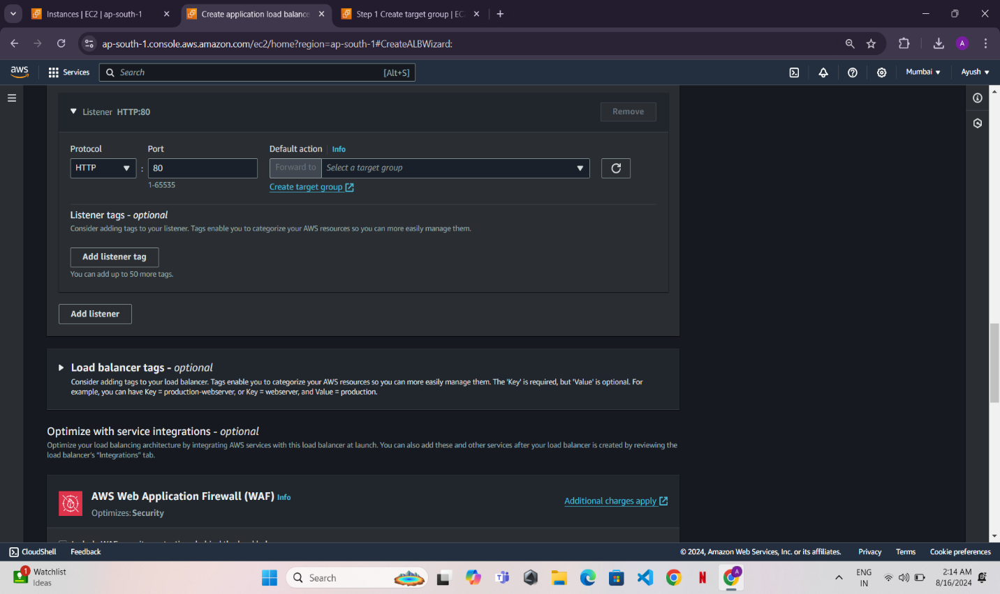 Instances | EC2 | ap-south-1
Create application load balance
Step 1 Create target group | EC
ap-south-1.console.aws.amazon.com/ec2/home?region=ap-south-1#CreateALBWizard:
A
aws
Services
Search
[Alt+S]
Mumbai
Ayush
Listener HTTP:80
Remove
Protocol
Port
Default action
Info
HTTP
:
80
Forward to
Select a target group
1-65535
Create target group
Listener tags - optional
Consider adding tags to your listener. Tags enable you to categorize your AWS resources so you can more easily manage them.
Add listener tag
You can add up to 50 more tags.
Add listener
Load balancer tags - optional
Consider adding tags to your load balancer. Tags enable you to categorize your AWS resources so you can more easily manage them. The 'Key' is required, but 'Value' is optional. For
example, you can have Key = production-webserver, or Key = webserver, and Value = production.
Optimize with service integrations - optional
Optimize your load balancing architecture by integrating AWS services with this load balancer at launch. You can also add these and other services after your load balancer is created by reviewing the
load balancer's "Integrations" tab.
AWS Web Application Firewall (WAF) Info
Additional charges apply
Optimizes: Security
CloudShell
Feedback
© 2024, Amazon Web Services, Inc. or its affiliates.
Privacy
Terms
Cookie preferences
1
Watchlist
Ideas
Search
N
A
ENG
IN
2:14 AM
8/16/2024